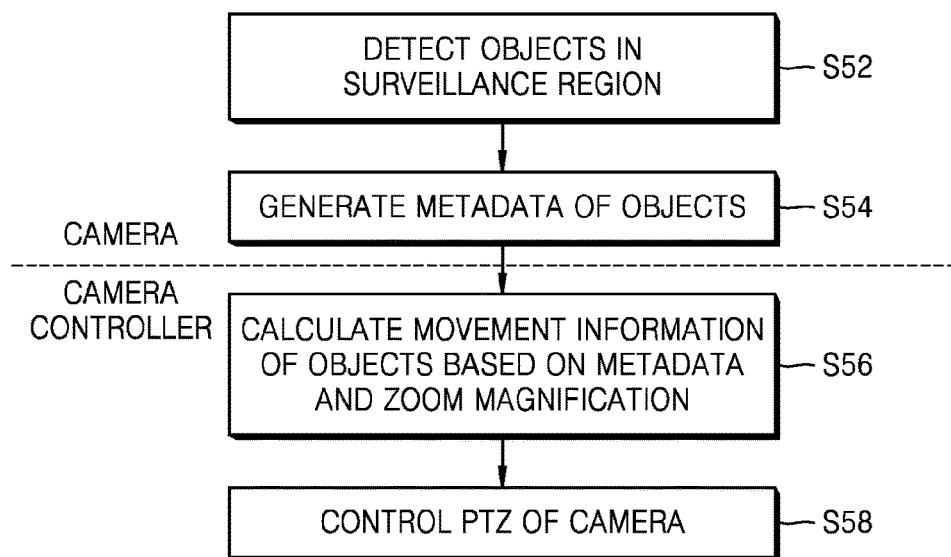 DETECT OBJECTS IN
SURVEILLANCE REGION
S52
GENERATE METADATA OF OBJECTS
S54
CAMERA
CAMERA
CONTROLLER
CALCULATE MOVEMENT INFORMATION
OF OBJECTS BASED ON METADATA
AND ZOOM MAGNIFICATION
S56
CONTROL PTZ OF CAMERA
S58